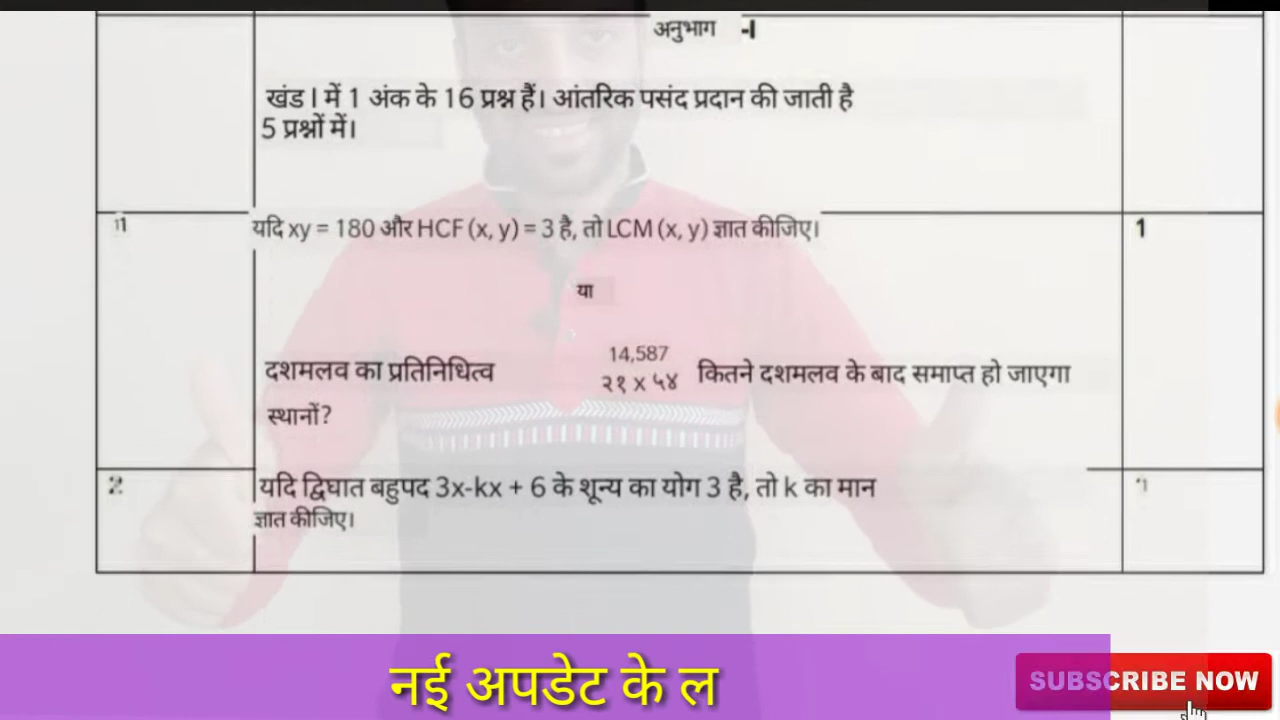 अनुभाग -I
खंड I में 1 अंक के 16 प्रश्न हैं। आंतरिक पसंद प्रदान की जाती है
5 प्रश्नों में।
1 यदि xy = 180 और HCF (x, y) = 3 है, तो LCM (x, y) ज्ञात कीजिए। 1
या
14,587
दशमलव का प्रतिनिधित्व २१ x ५४ कितने दशमलव के बाद समाप्त हो जाएगा
स्थानों?
2 यदि द्विघात बहुपद 3x-kx + 6 के शून्य का योग 3 है, तो k का मान 1
ज्ञात कीजिए।
नई अपडेट के ल
SUBSCRIBE NOW